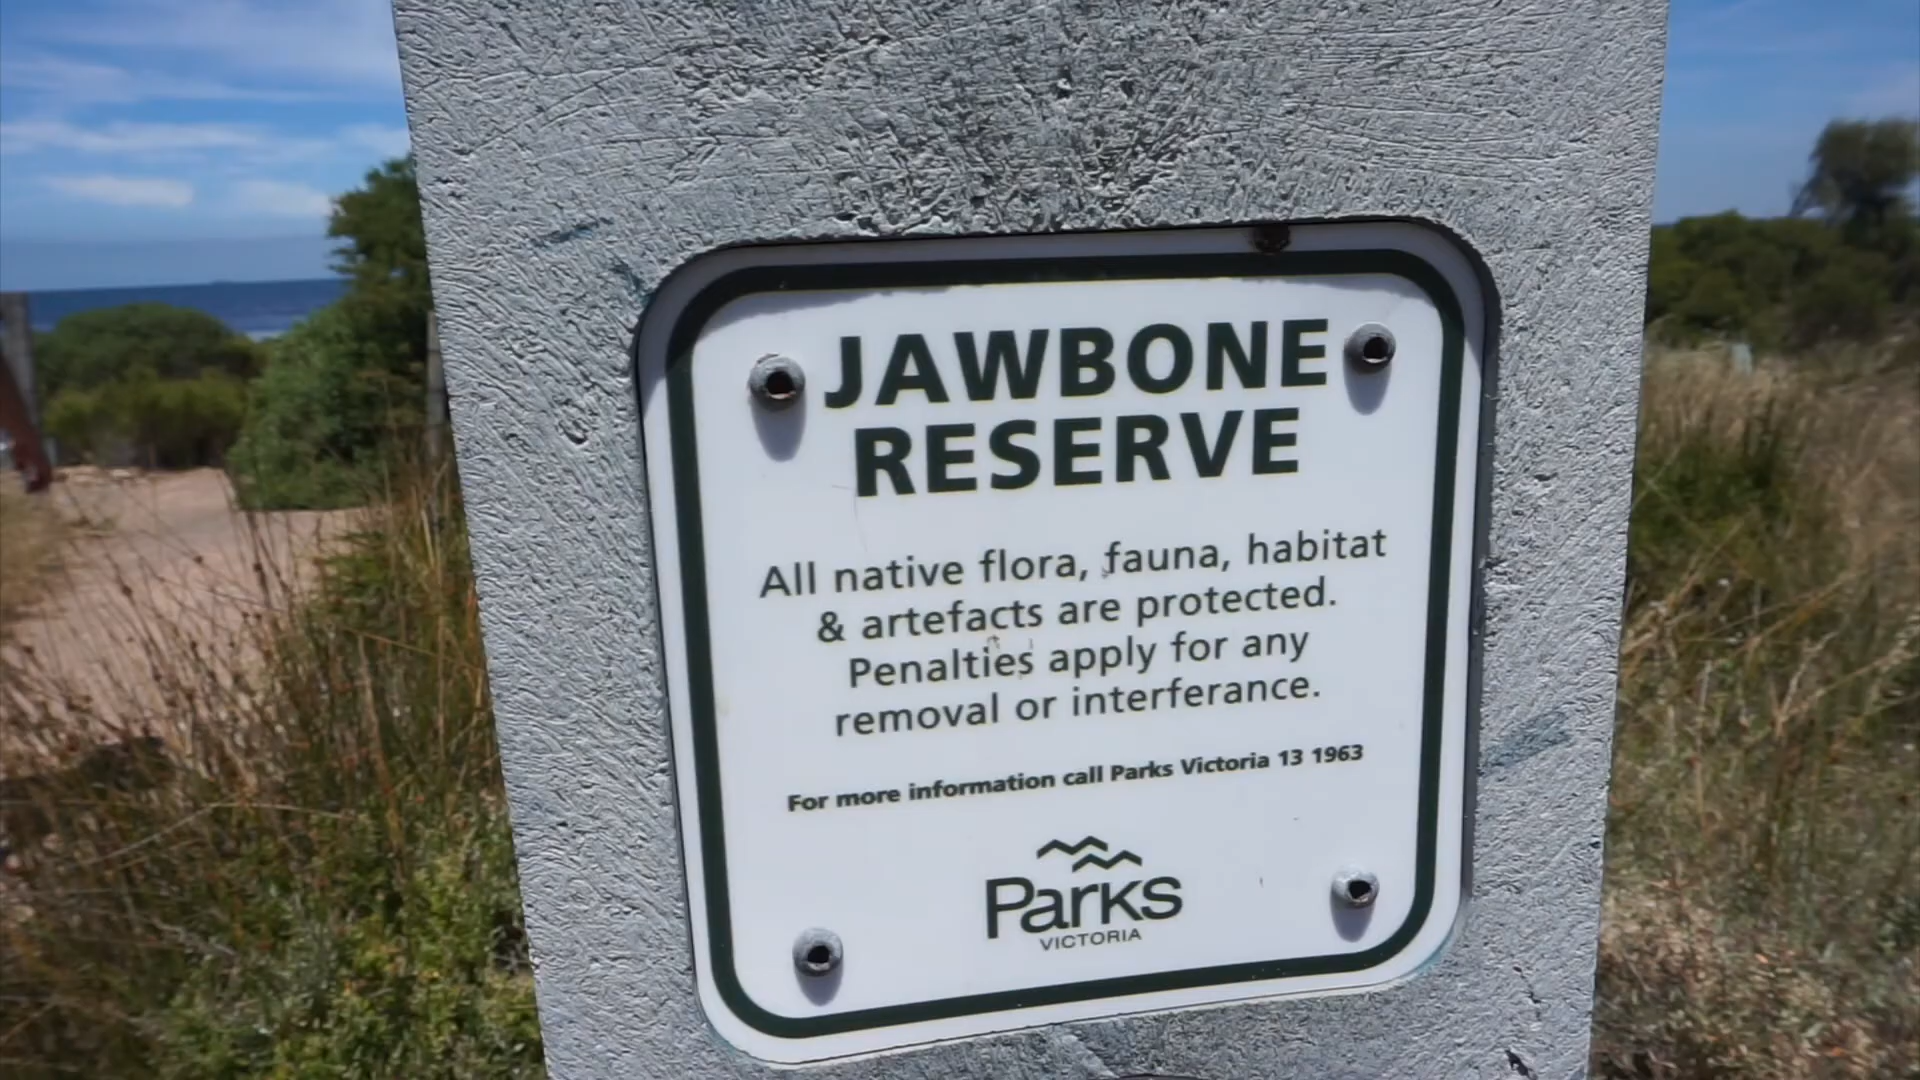 JAWBONE
RESERVE
All native flora, fauna, habitat
& artefacts are protected.
Penalties apply for any
removal or interferance.
For more information call Parks Victoria 13 1963
Parks
VICTORIA